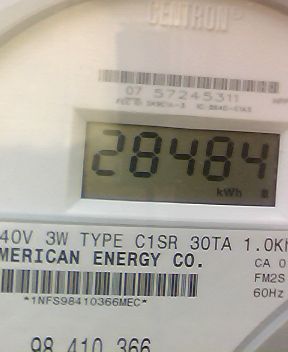 CENTRON®
07 57245311
28484
kWh
40V 3W TYPE C1SR 30TA 1.0Kh
MERICAN ENERGY CO.
CA 0
FM2S
60Hz
*1NFS98410366MEC*
98 410 366